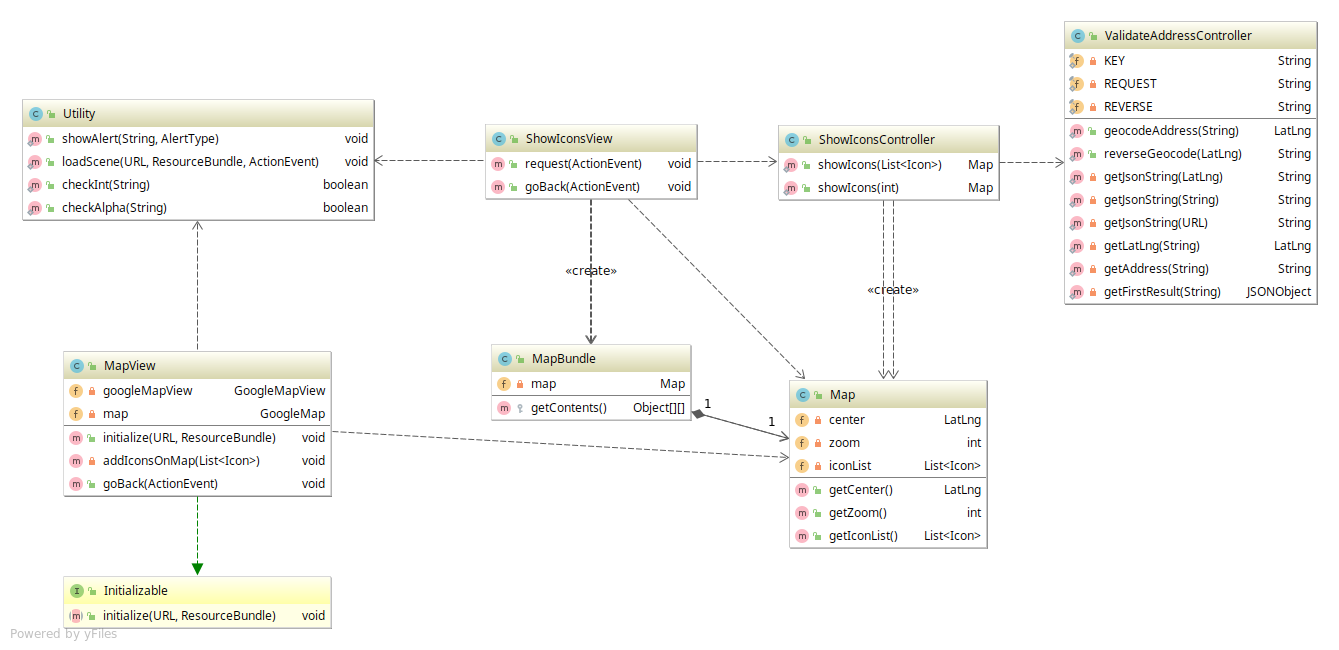 ValidateAddressController
KEY String
REQUEST String
REVERSE String
geocodeAddress(String) LatLng
reverseGeocode(LatLng) String
getJsonString(LatLng) String
getJsonString(String) String
getJsonString(URL) String
getLatLng(String) LatLng
getAddress(String) String
getFirstResult(String) JSONObject
Utility
showAlert(String, AlertType) void
loadScene(URL, ResourceBundle, ActionEvent) void
checkInt(String) boolean
checkAlpha(String) boolean
ShowIconsView
request(ActionEvent) void
goBack(ActionEvent) void
ShowIconsController
showIcons(List<Icon>) Map
showIcons(int) Map
«create»
«create»
MapView
googleMapView GoogleMapView
map GoogleMap
initialize(URL, ResourceBundle) void
addIconsOnMap(List<Icon>) void
goBack(ActionEvent) void
MapBundle
map Map
getContents() Object[][]
1
1
Map
center LatLng
zoom int
iconList List<Icon>
getCenter() LatLng
getZoom() int
getIconList() List<Icon>
Initializable
initialize(URL, ResourceBundle) void
Powered by yFiles